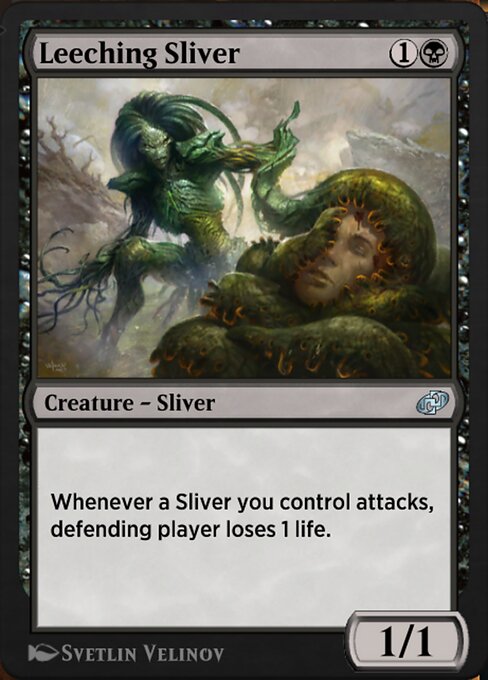 Leeching Sliver 1
Creature – Sliver
Whenever a Sliver you control attacks,
defending player loses 1 life.
1/1
SVETLIN VELINOV